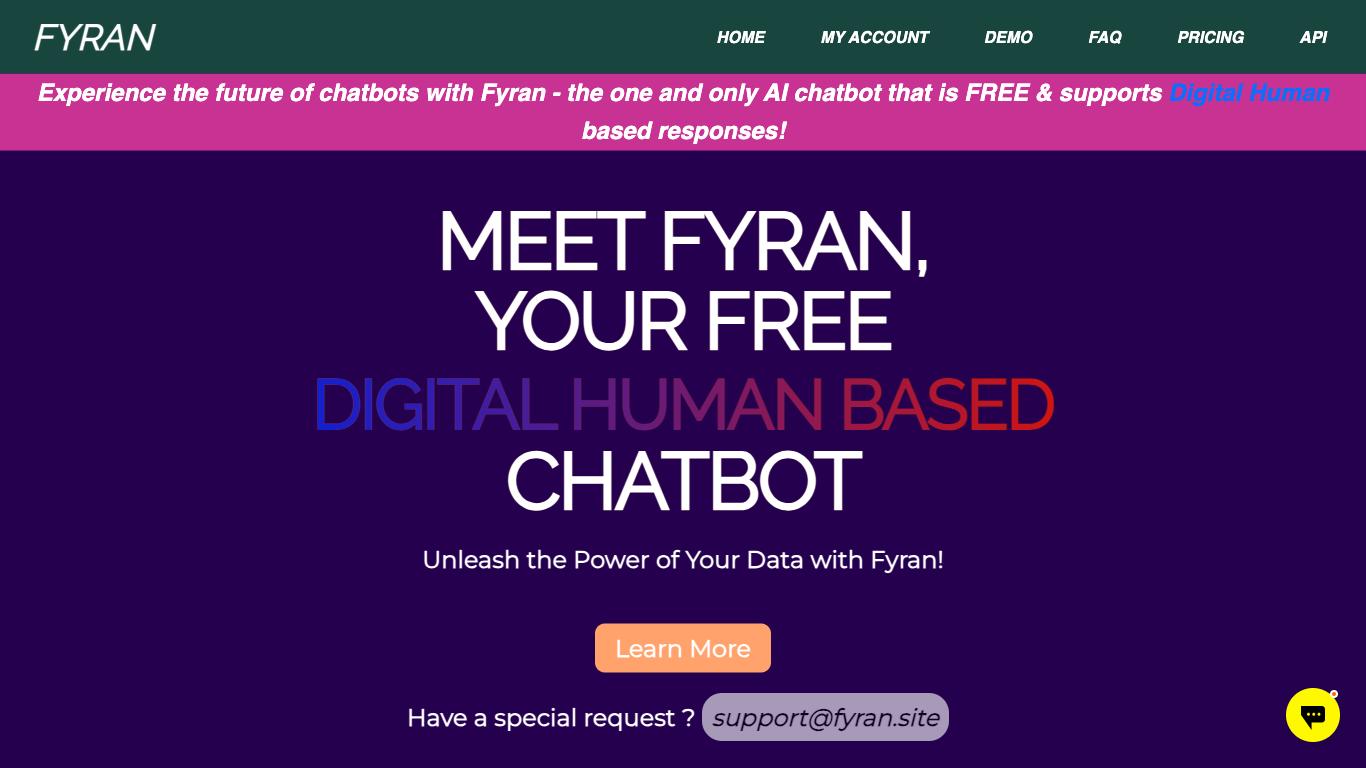 FYRAN
HOME MY ACCOUNT DEMO FAQ PRICING API
Experience the future of chatbots with Fyran - the one and only AI chatbot that is FREE & supports Digital Human
based responses!
MEET FYRAN,
YOUR FREE
DIGITAL HUMAN BASED
CHATBOT
Unleash the Power of Your Data with Fyran!
Learn More
Have a special request ? support@fyran.site